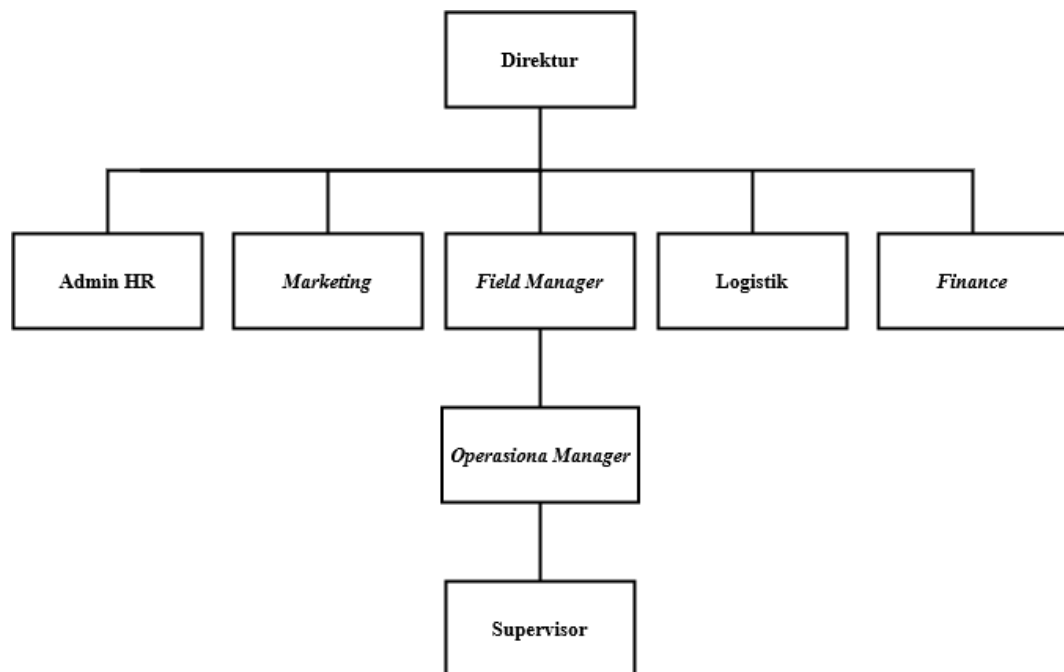 Direktur
Admin HR
Marketing
Field Manager
Logistik
Finance
Operasiona Manager
Supervisor